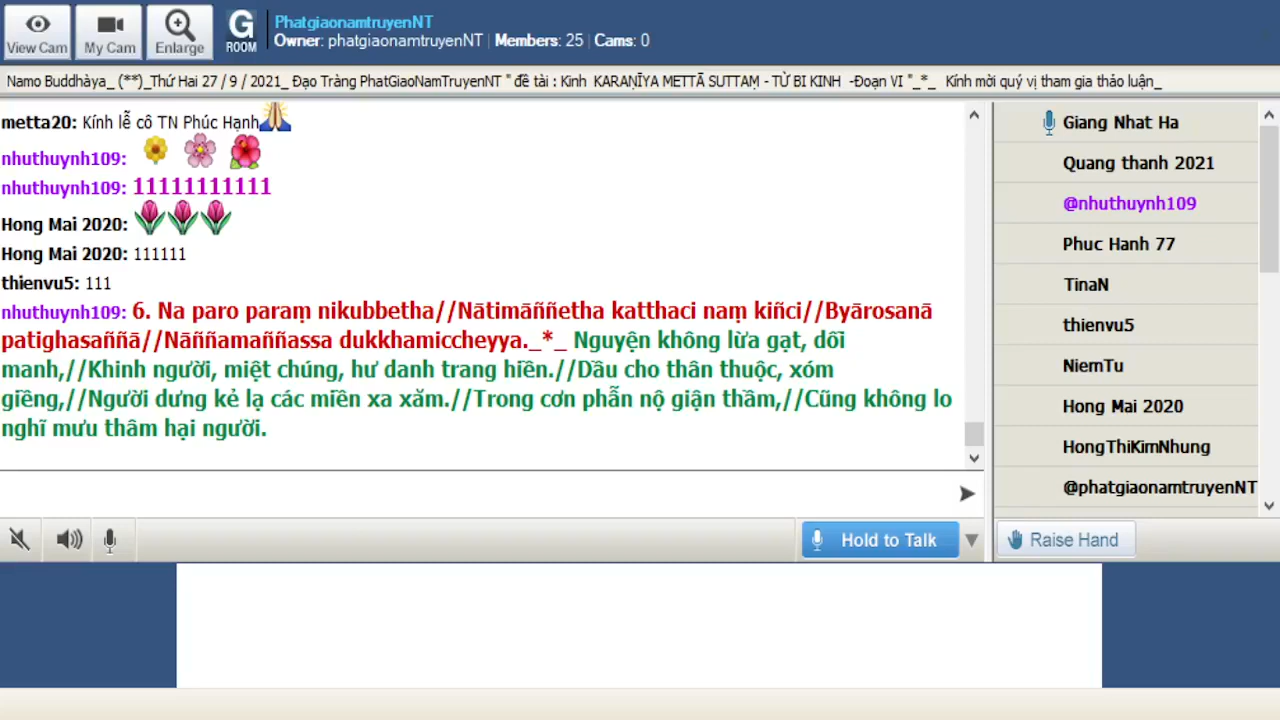 View Cam
My Cam
Enlarge
G
ROOM
PhatgiaonamtruyenNT
Owner: phatgiaonamtruyenNT | Members: 25 | Cams: 0
Namo Buddhàya_ (**)_Thứ Hai 27 / 9 / 2021_ Đạo Tràng PhatGiaoNamTruyenNT " đề tài : Kinh KARAṆĪYA METTĀ SUTTAṂ - TỪ BI KINH -Đoạn VI "_*_ Kính mời quý vị tham gia thảo luận_
metta20: Kính lễ cô TN Phúc Hạnh
nhuthuynh109:
nhuthuynh109: 11111111111
Hong Mai 2020:
Hong Mai 2020: 111111
thienvu5: 111
nhuthuynh109: 6. Na paro paraṃ nikubbetha//Nātimāññetha katthaci naṃ kiñci//Byārosanā
patighasaññā//Nāññamaññassa dukkhamiccheyya._*_ Nguyện không lừa gạt, dối
manh,//Khinh người, miệt chúng, hư danh trang hiền.//Dầu cho thân thuộc, xóm
giềng,//Người dưng kẻ lạ các miền xa xăm.//Trong cơn phẫn nộ giận thầm,//Cũng không lo
nghĩ mưu thâm hại người.
Hold to Talk
Giang Nhat Ha
Quang thanh 2021
@nhuthuynh109
Phuc Hanh 77
TinaN
thienvu5
NiemTu
Hong Mai 2020
HongThiKimNhung
@phatgiaonamtruyenNT
Raise Hand